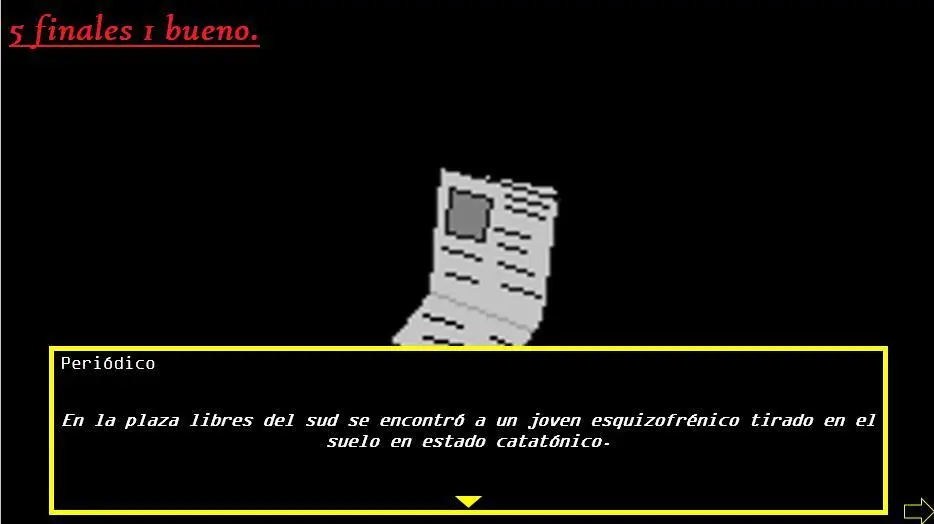 5 finales 1 bueno.
Periódico
En la plaza libres del sud se encontró a un joven esquizofrénico tirado en el
suelo en estado catatónico.